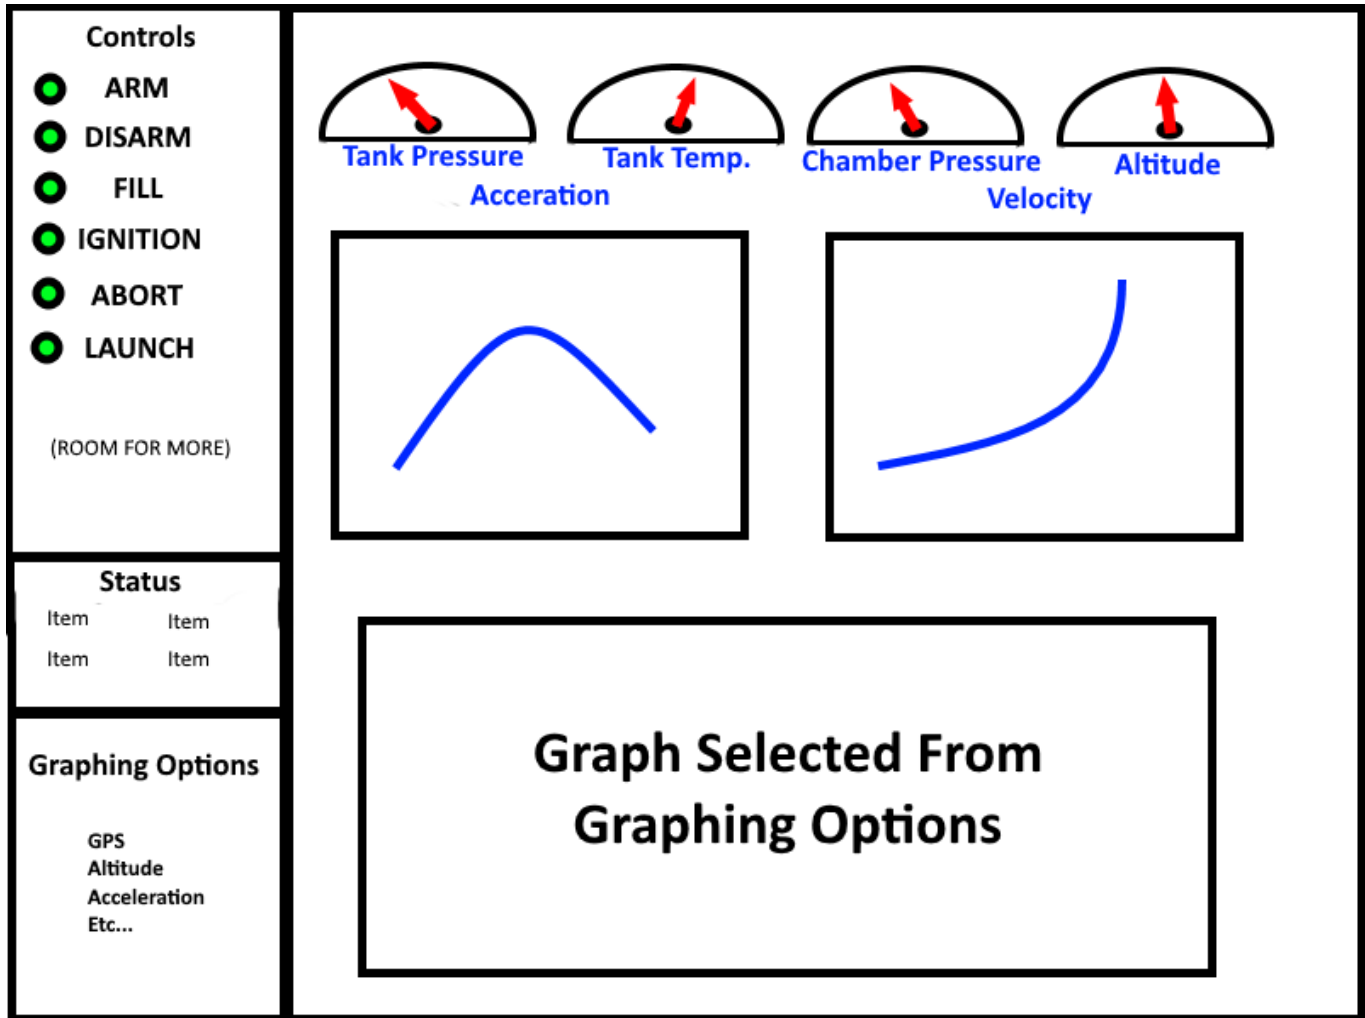 Controls
ARM
DISARM
FILL
IGNITION
ABORT
LAUNCH
(ROOM FOR MORE)
Status
Item Item
Item Item
Graphing Options
GPS
Altitude
Acceleration
Etc...
Tank Pressure
Tank Temp.
Chamber Pressure
Altitude
Acceration
Velocity
Graph Selected From
Graphing Options